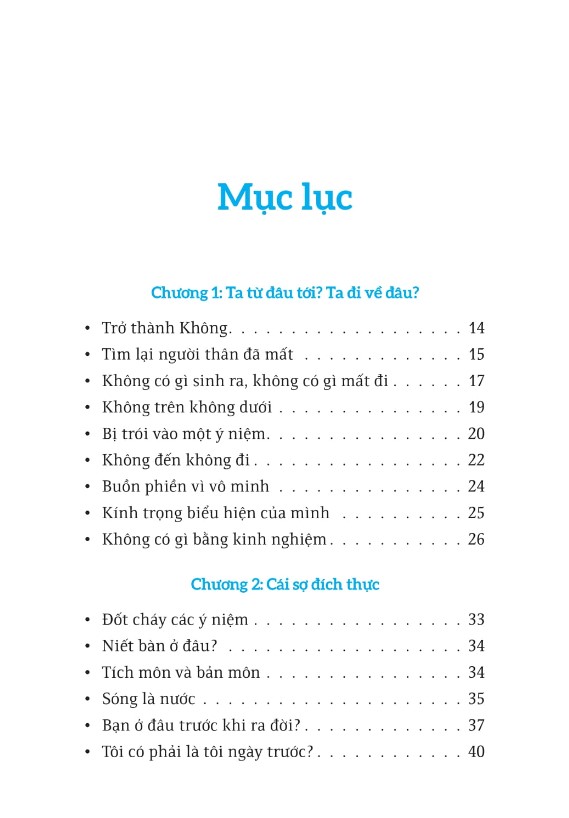 Mục lục
Chương 1: Ta từ đâu tới? Ta đi về đâu?
• Trở thành Không. . . . . . . . . . . . . . . . . . . 14
• Tìm lại người thân đã mất . . . . . . . . . . . . . 15
• Không có gì sinh ra, không có gì mất đi . . . . . . 17
• Không trên không dưới . . . . . . . . . . . . . . . 19
• Bị trói vào một ý niệm. . . . . . . . . . . . . . . . 20
• Không đến không đi . . . . . . . . . . . . . . . . . 22
• Buồn phiền vì vô minh . . . . . . . . . . . . . . . 24
• Kính trọng biểu hiện của mình . . . . . . . . . . 25
• Không có gì bằng kinh nghiệm . . . . . . . . . . . 26
Chương 2: Cái sợ đích thực
• Đốt cháy các ý niệm . . . . . . . . . . . . . . . . . 33
• Niết bàn ở đâu? . . . . . . . . . . . . . . . . . . . 34
• Tích môn và bản môn . . . . . . . . . . . . . . . . 34
• Sóng là nước . . . . . . . . . . . . . . . . . . . . . 35
• Bạn ở đâu trước khi ra đời? . . . . . . . . . . . . . 37
• Tôi có phải là tôi ngày trước? . . . . . . . . . . . . 40